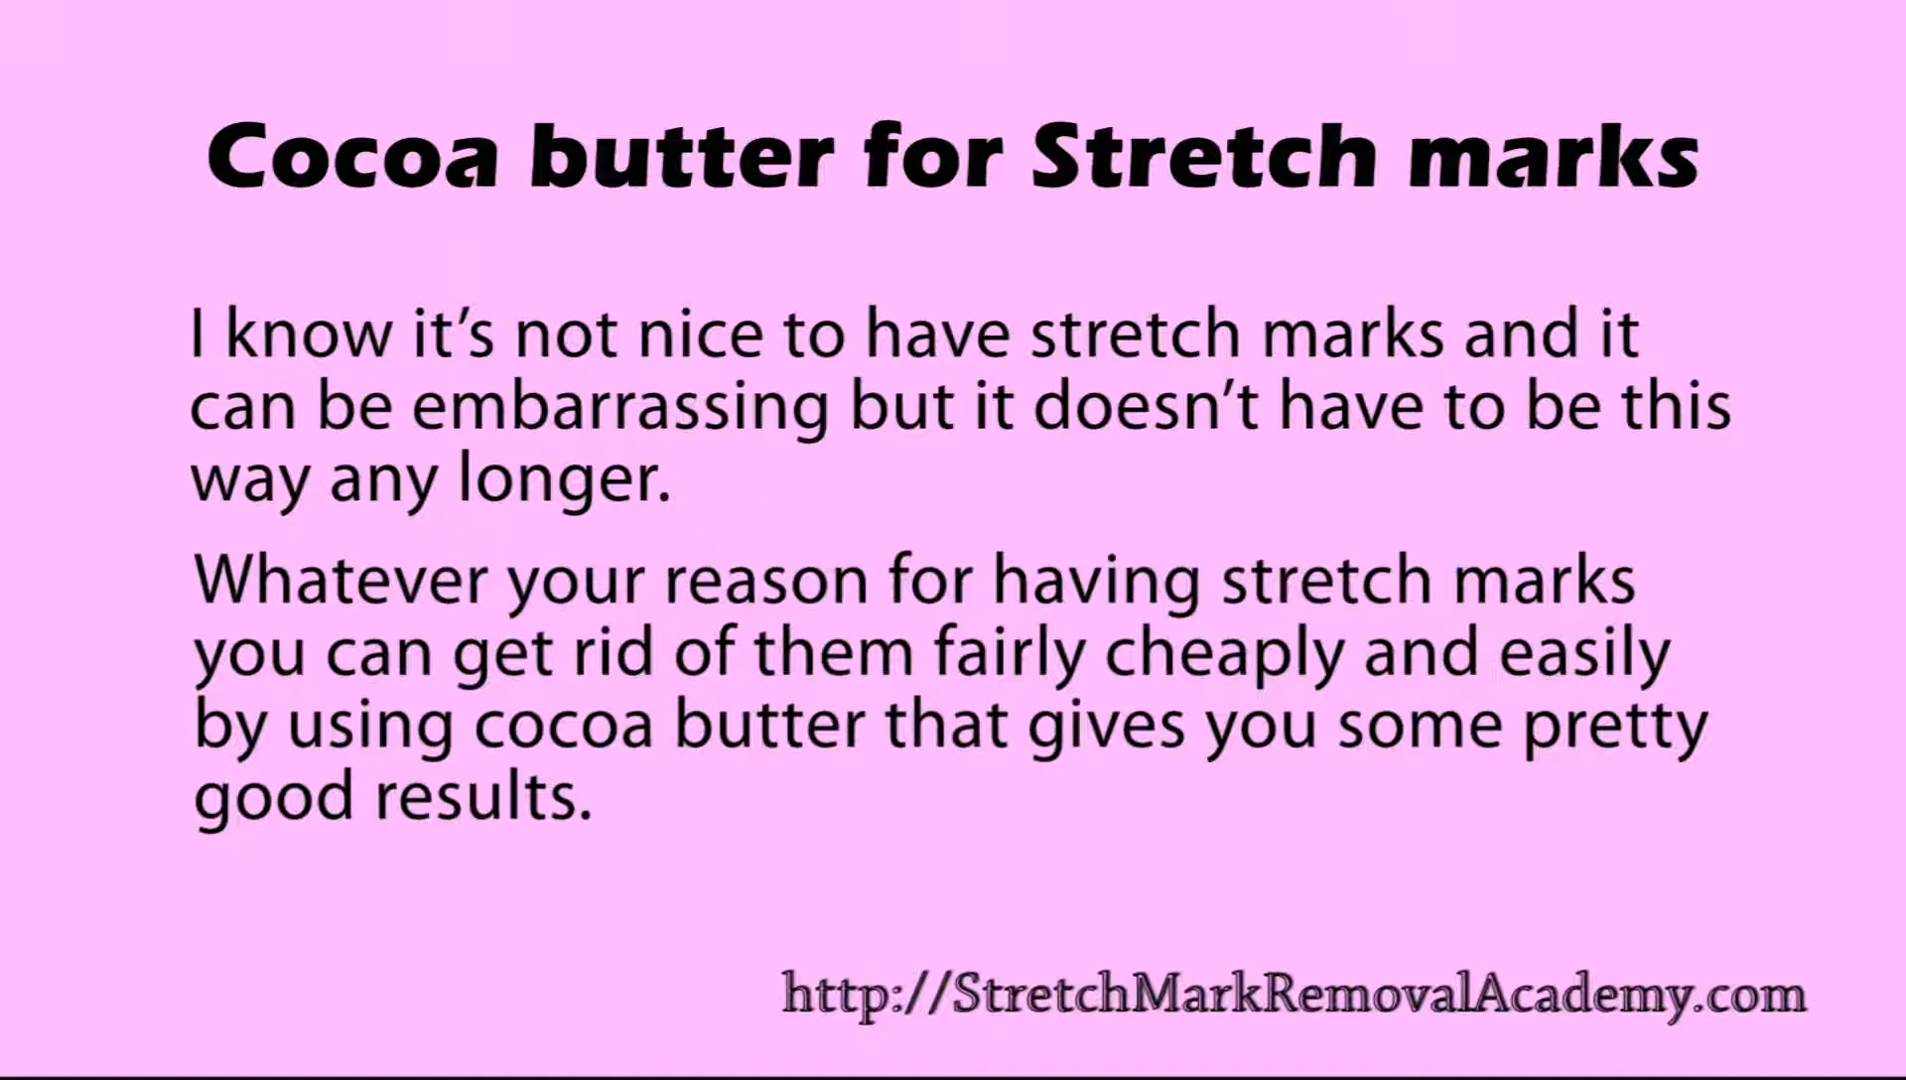 Cocoa butter for Stretch marks
I know it’s not nice to have stretch marks and it
can be embarrassing but it doesn’t have to be this
way any longer.
Whatever your reason for having stretch marks
you can get rid of them fairly cheaply and easily
by using cocoa butter that gives you some pretty
good results.
http://StretchMarkRemovalAcademy.com